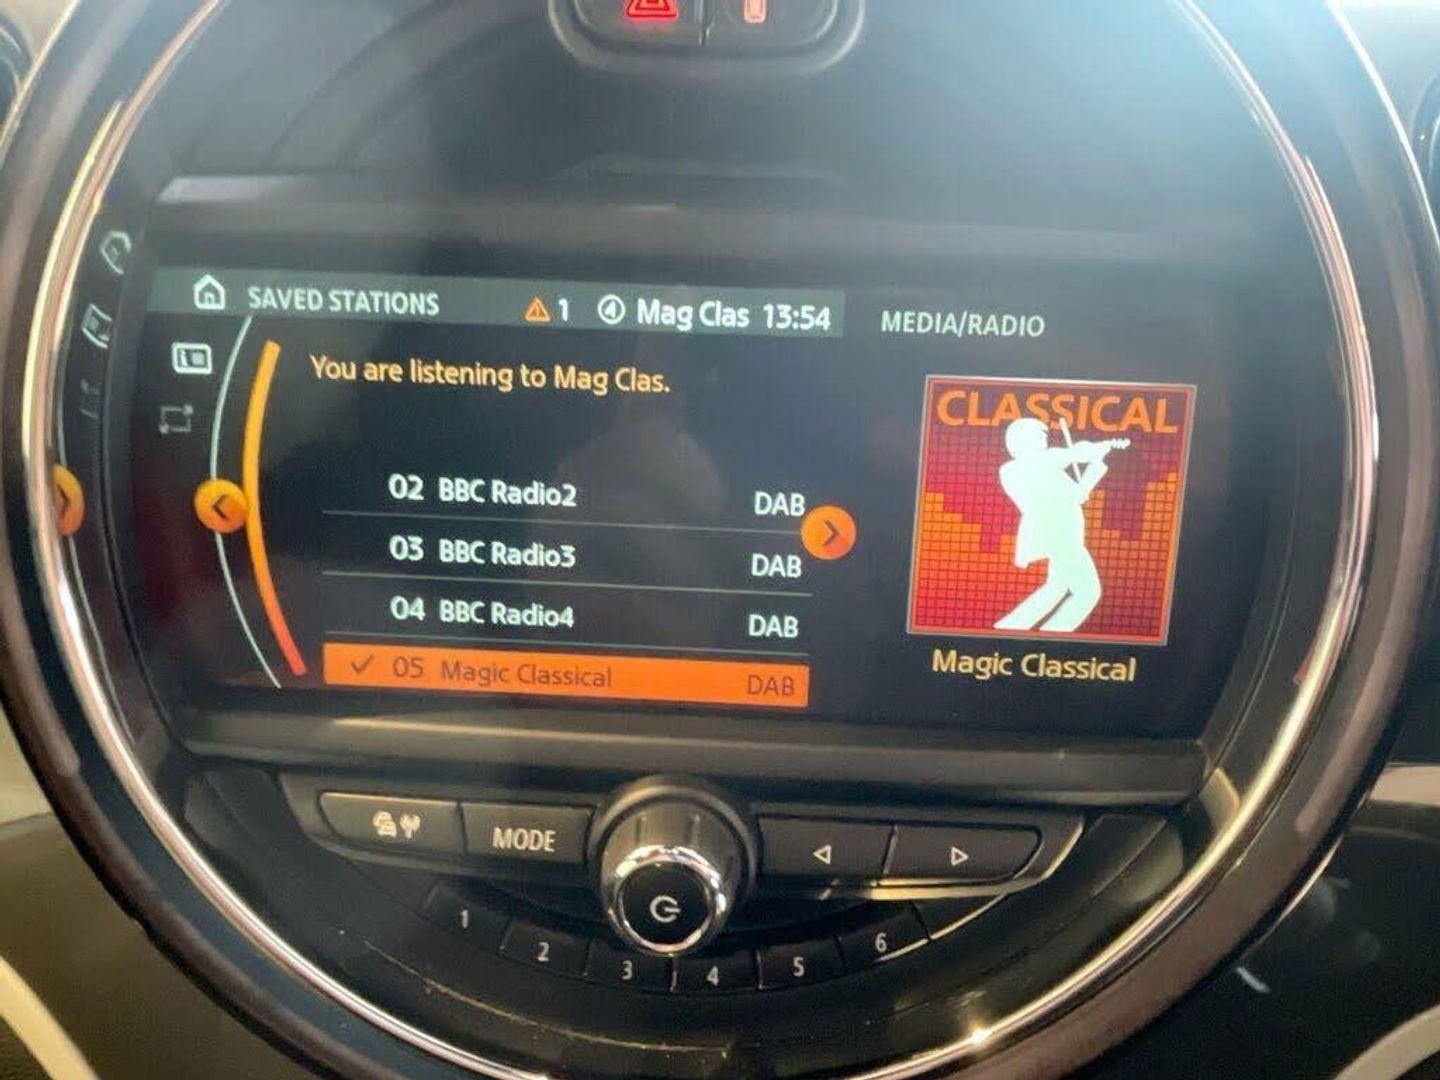 SAVED STATIONS 1 4 Mag Clas 13:54
MEDIA/RADIO
You are listening to Mag Clas.
02 BBC Radio2 DAB
03 BBC Radio3 DAB
04 BBC Radio4 DAB
05 Magic Classical DAB
CLASSICAL
Magic Classical
MODE
1 2 3 4 5 6